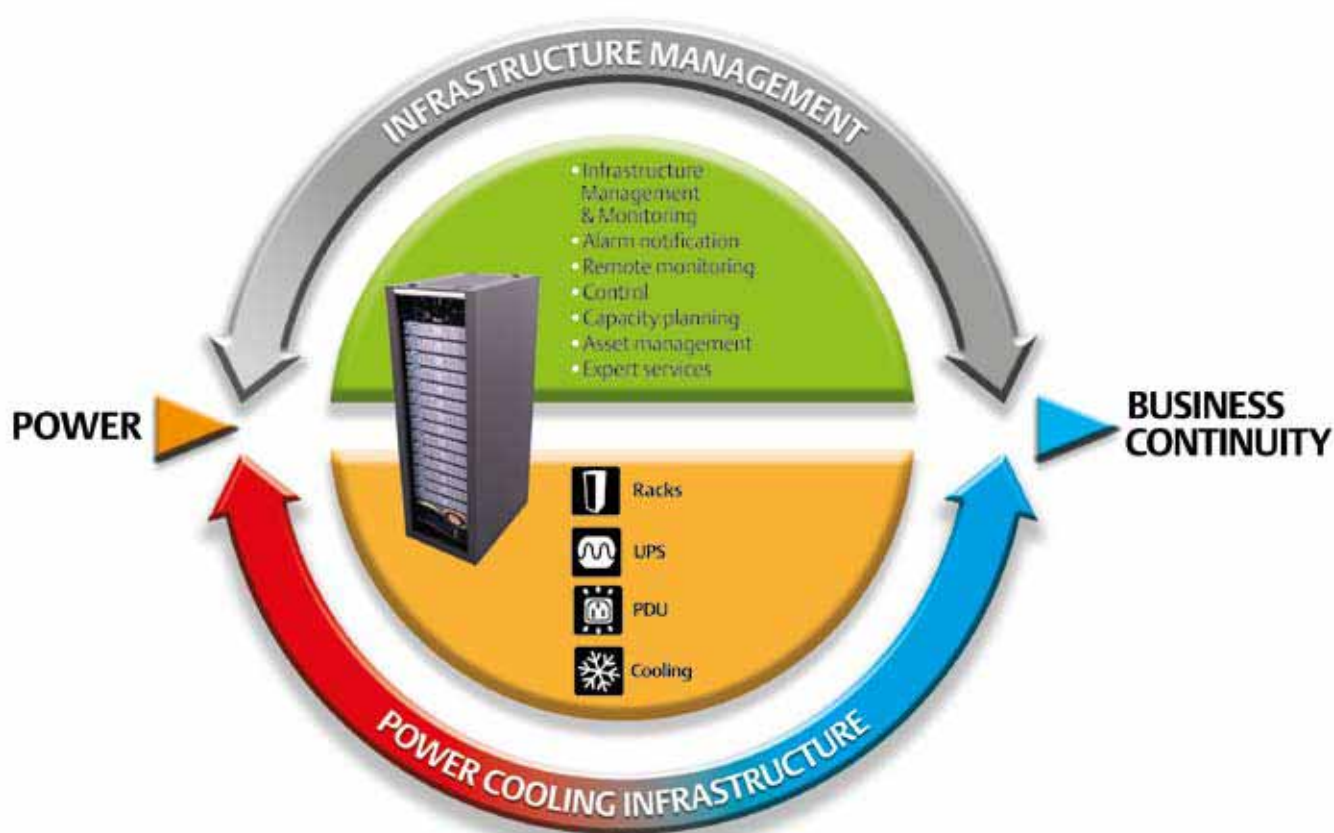 INFRASTRUCTURE MANAGEMENT
• Infrastructure
Management
& Monitoring
• Alarm notification
• Remote monitoring
• Control
• Capacity planning
• Asset management
• Expert services
POWER
BUSINESS
CONTINUITY
Racks
UPS
PDU
Cooling
POWER COOLING INFRASTRUCTURE